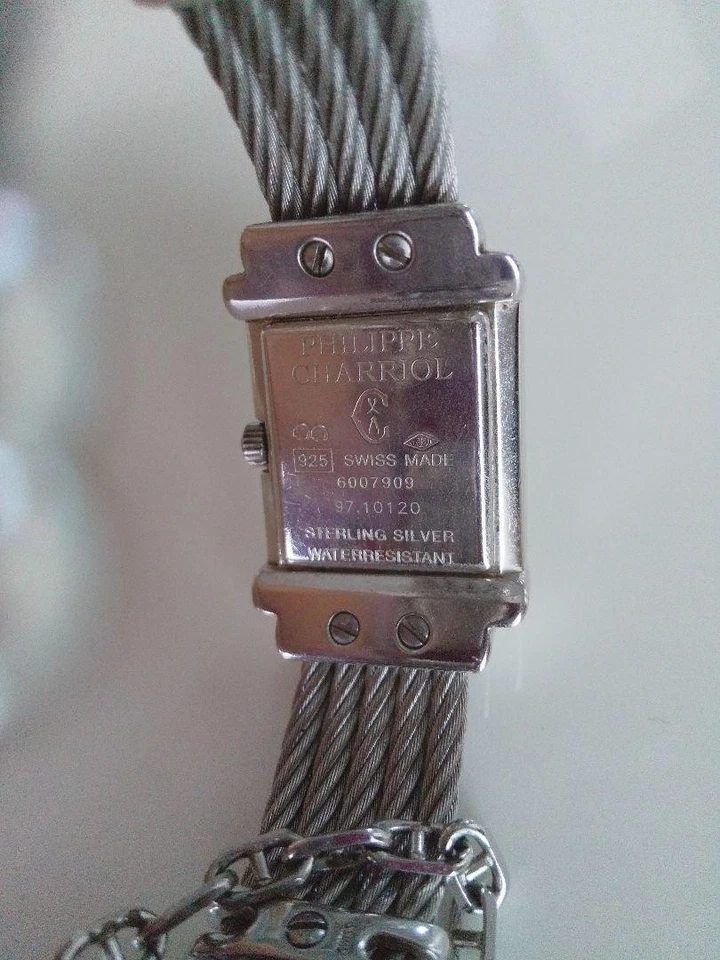 PHILIPPE
CHARRIOL
925 SWISS MADE
6007909
97.10120
STERLING SILVER
WATERRESISTANT